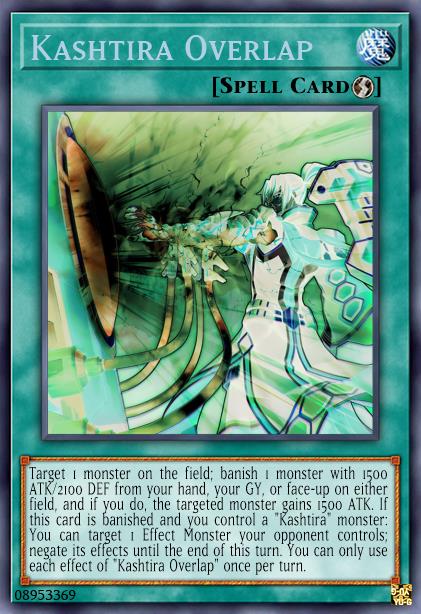 Kashtira Overlap
[Spell Card]
Target 1 monster on the field; banish 1 monster with 1500
ATK/2100 DEF from your hand, your GY, or face-up on either
field, and if you do, the targeted monster gains 1500 ATK. If
this card is banished and you control a "Kashtira" monster:
You can target 1 Effect Monster your opponent controls;
negate its effects until the end of this turn. You can only use
each effect of "Kashtira Overlap" once per turn.
08953369